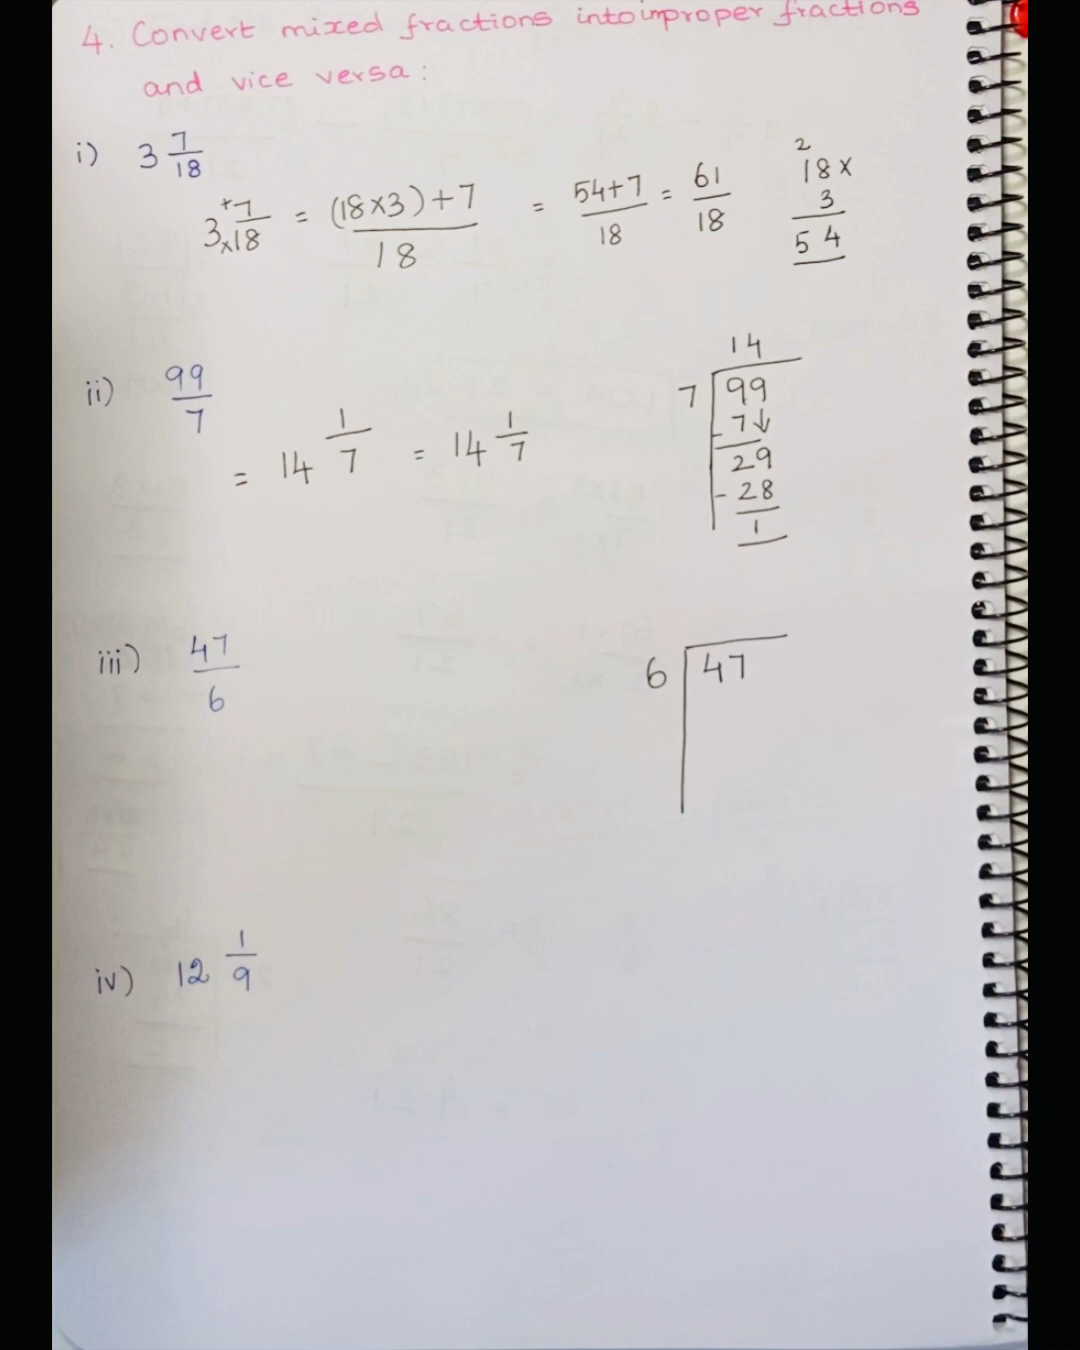 4. Convert mixed fractions into improper fractions
and vice versa :
i) 3 7/18
3 +7/×18 = (18×3)+7/18 = 54+7/18 = 61/18
2
18×
3
54
ii) 99/7
= 14 1/7 = 14 1/7
14
7 99
- 7↓
29
- 28
1
iii) 47/6
6 47
iv) 12 1/9